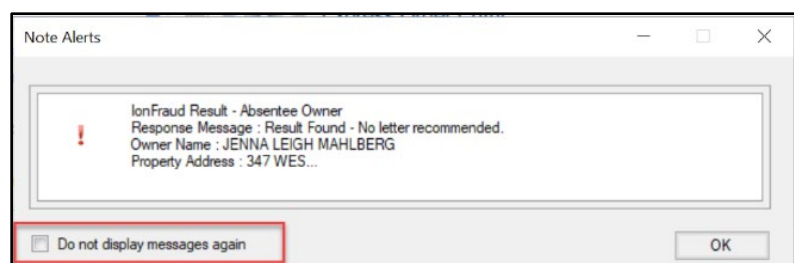 Note Alerts
IonFraud Result - Absentee Owner
Response Message : Result Found - No letter recommended.
Owner Name : JENNA LEIGH MAHLBERG
Property Address : 347 WES...
Do not display messages again
OK